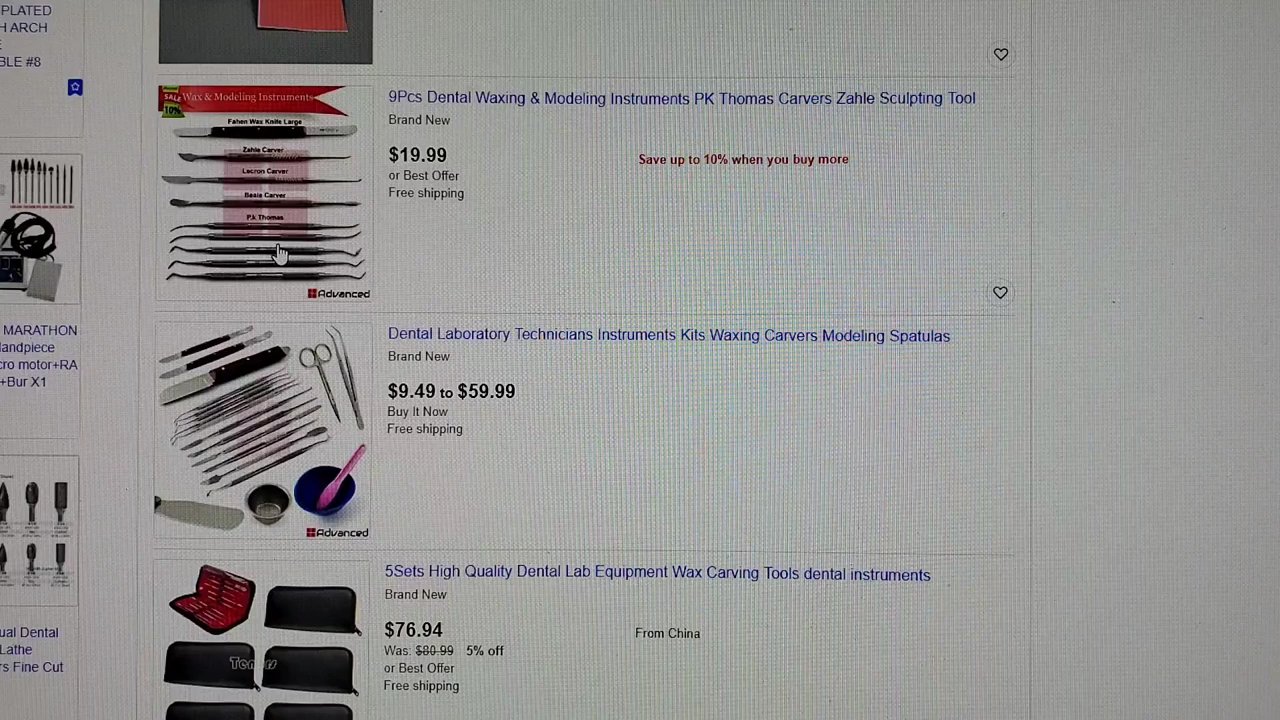 PLATED
H ARCH
BLE #8
MARATHON
Handpiece
cro motor+RA
+Bur X1
ual Dental
Lathe
rs Fine Cut
SALE
10%
Wax & Modeling Instruments
Fahen Wax Knife Large
Zahle Carver
Lecron Carver
Beale Carver
P.k Thomas
Advanced
9Pcs Dental Waxing & Modeling Instruments PK Thomas Carvers Zahle Sculpting Tool
Brand New
$19.99
Save up to 10% when you buy more
or Best Offer
Free shipping
Advanced
Dental Laboratory Technicians Instruments Kits Waxing Carvers Modeling Spatulas
Brand New
$9.49 to $59.99
Buy It Now
Free shipping
5Sets High Quality Dental Lab Equipment Wax Carving Tools dental instruments
Brand New
$76.94
From China
Was: $80.99 5% off
or Best Offer
Free shipping